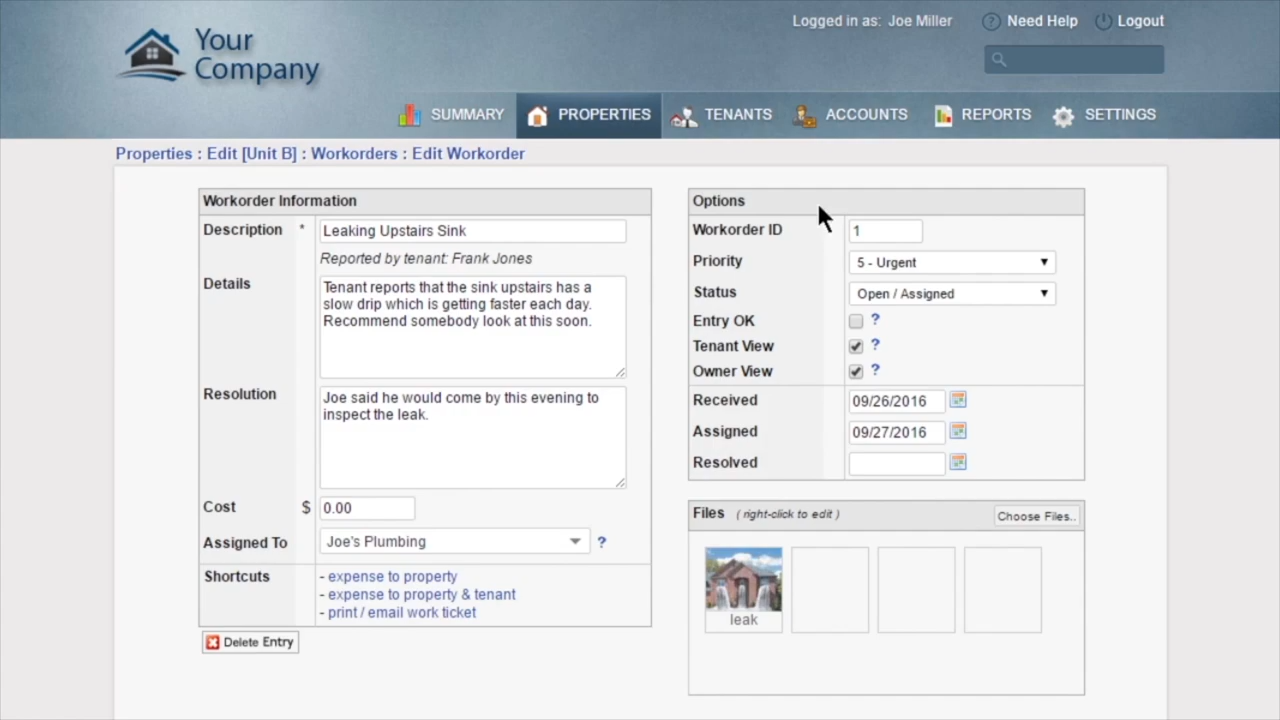 Logged in as: Joe Miller
Need Help
Logout
Your
Company
SUMMARY
PROPERTIES
TENANTS
ACCOUNTS
REPORTS
SETTINGS
Properties : Edit [Unit B] : Workorders : Edit Workorder
Workorder Information
Description *
Leaking Upstairs Sink
Reported by tenant: Frank Jones
Details
Tenant reports that the sink upstairs has a
slow drip which is getting faster each day.
Recommend somebody look at this soon.
Resolution
Joe said he would come by this evening to
inspect the leak.
Cost $ 0.00
Assigned To Joe's Plumbing ?
Shortcuts
- expense to property
- expense to property & tenant
- print / email work ticket
Delete Entry
Options
Workorder ID 1
Priority 5 - Urgent
Status Open / Assigned
Entry OK ?
Tenant View ?
Owner View ?
Received 09/26/2016
Assigned 09/27/2016
Resolved
Files ( right-click to edit ) Choose Files..
leak